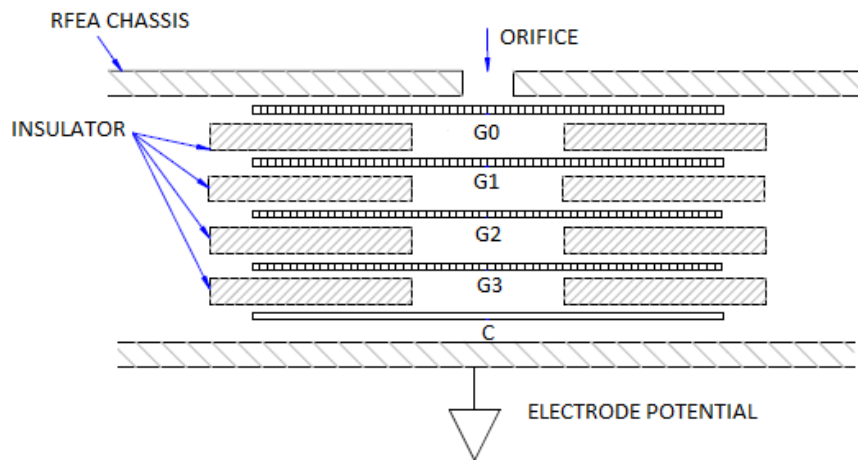 RFEA CHASSIS
ORIFICE
INSULATOR
G0
G1
G2
G3
C
ELECTRODE POTENTIAL